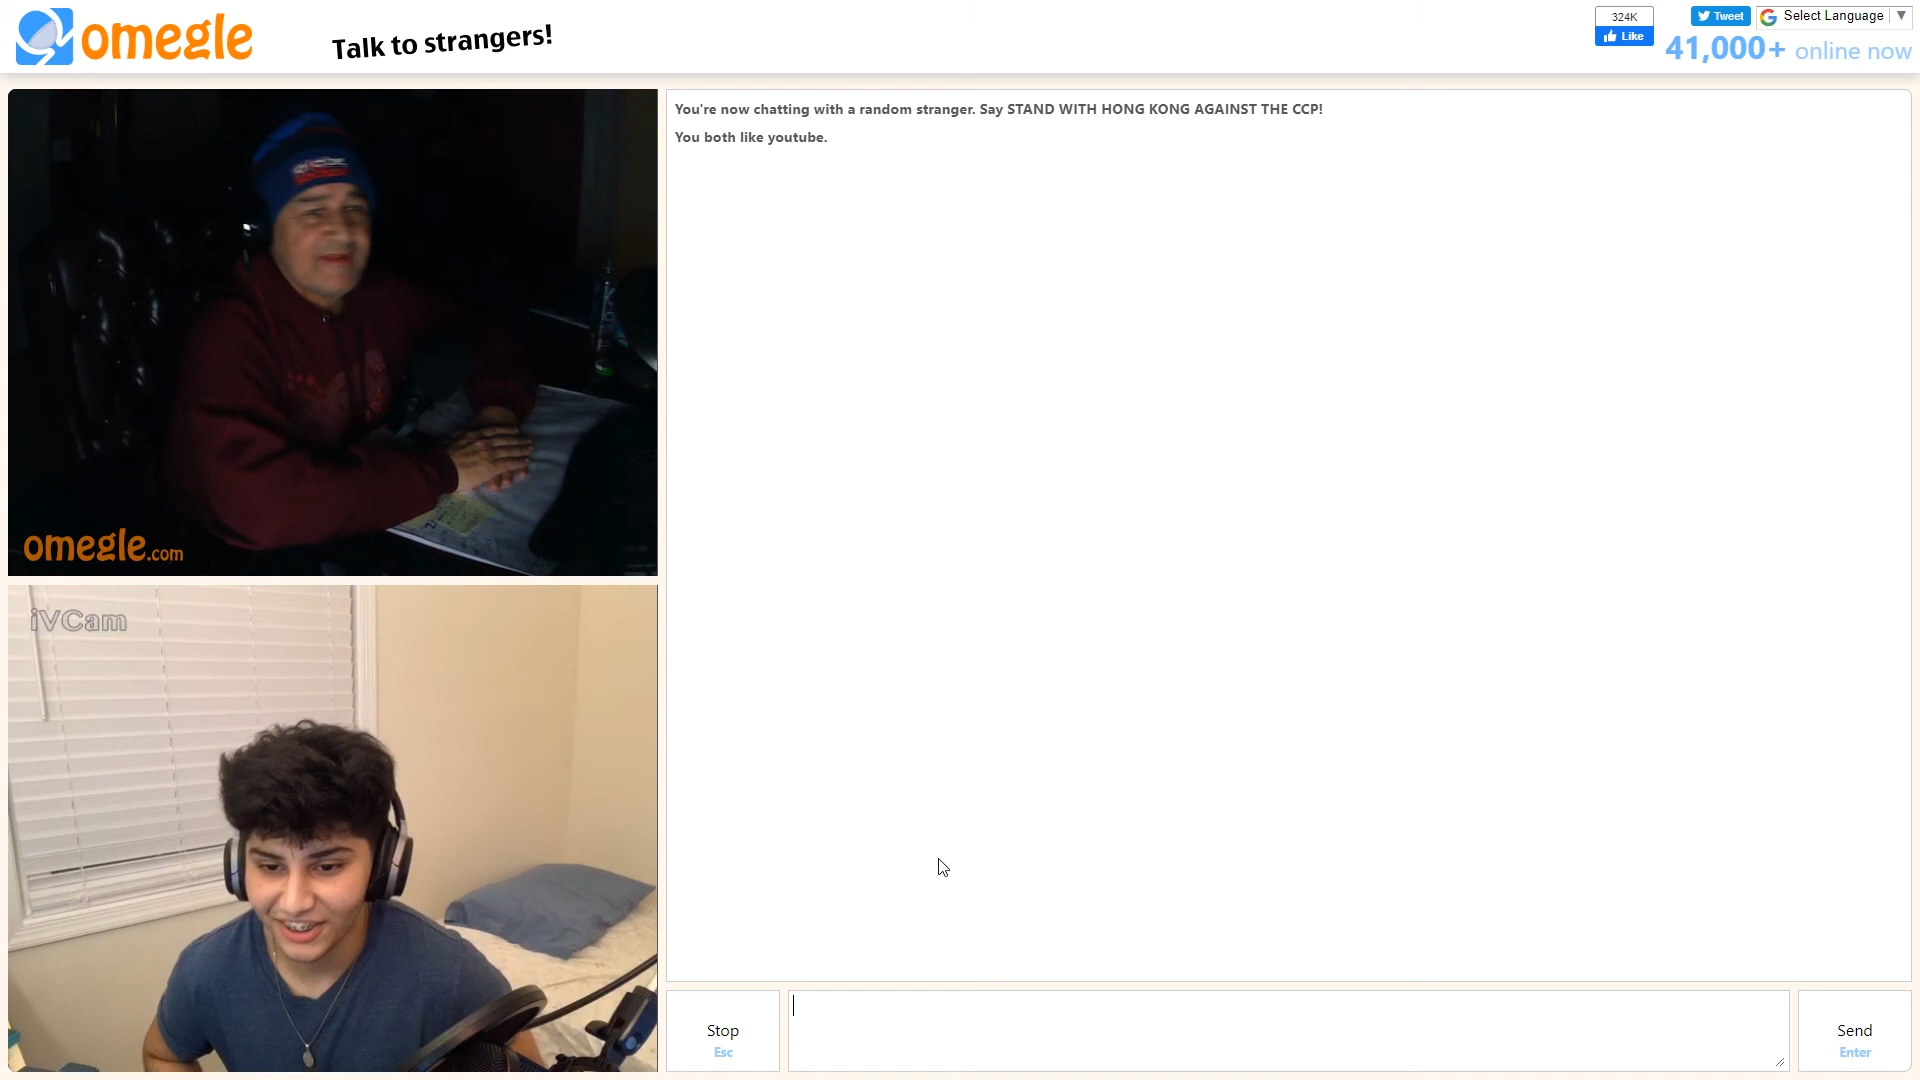 omegle
Talk to strangers!
324K
Like
Tweet
Select Language
41,000+ online now
You're now chatting with a random stranger. Say STAND WITH HONG KONG AGAINST THE CCP!
You both like youtube.
omegle.com
iVCam
Stop
Esc
Send
Enter